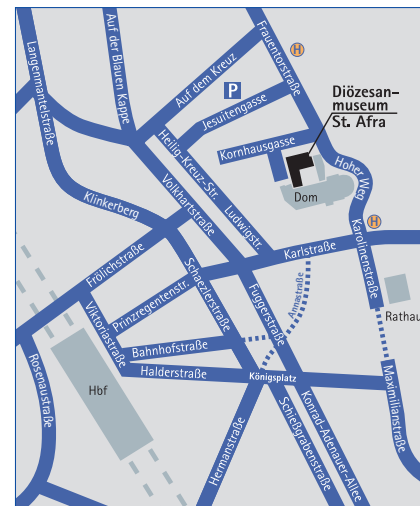 Langenmantelstraße
Auf der Blauen Kappe
Auf dem Kreuz
Frauentorstraße
H
P
Jesuitengasse
Diözesan-
museum
St. Afra
Kornhausgasse
Heilig-Kreuz-Str.
Hoher Weg
Dom
Klinkerberg
Volkhartstraße
Ludwigstr.
H
Karolinenstraße
Karlstraße
Frölichstraße
Schaezlerstraße
Prinzregentenstr.
Fuggerstraße
Annastraße
Viktoriastraße
Rathau
Bahnhofstraße
Rosenaustraße
Hbf
Halderstraße
Königsplatz
Maximilianstraße
Hermanstraße
Schießgrabenstraße
Konrad-Adenauer-Allee